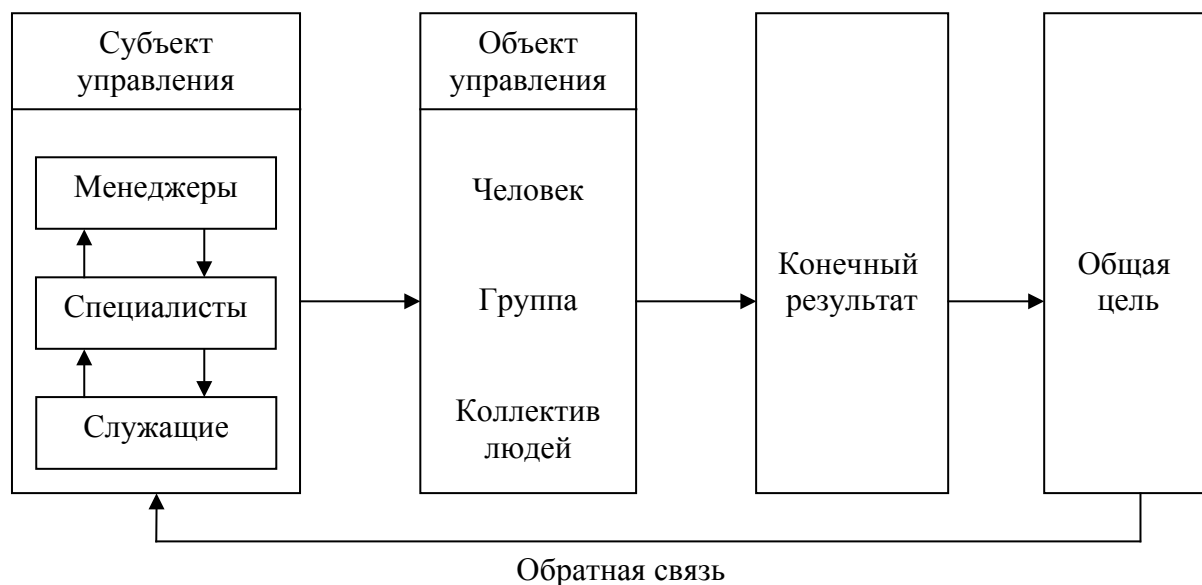 Субъект
управления
Менеджеры
Специалисты
Служащие
Объект
управления
Человек
Группа
Коллектив
людей
Конечный
результат
Общая
цель
Обратная связь